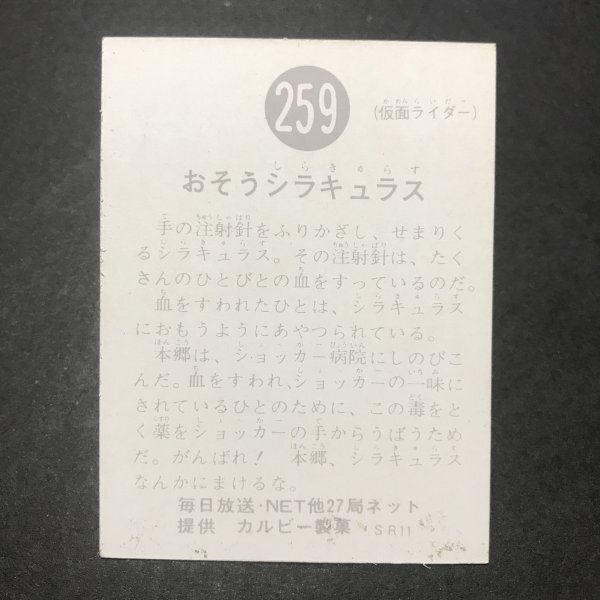 259
(仮面ライダー)
おそうシラキュラス
手の注射針をふりかざし、せまりく
るシラキュラス。その注射針は、たく
さんのひとびとの血をすっているのだ。
血をすわれたひとは、シラキュラス
におもうようにあやつられている。
本郷は、ショッカー病院にしのびこ
んだ。血をすわれ、ショッカーの一味に
されているひとのために、この毒をと
く薬をショッカーの手からうばうため
だ。がんばれ！ 本郷、シラキュラス
なんかにまけるな。
毎日放送・NET他27局ネット
提供 カルビー製菓 SR11